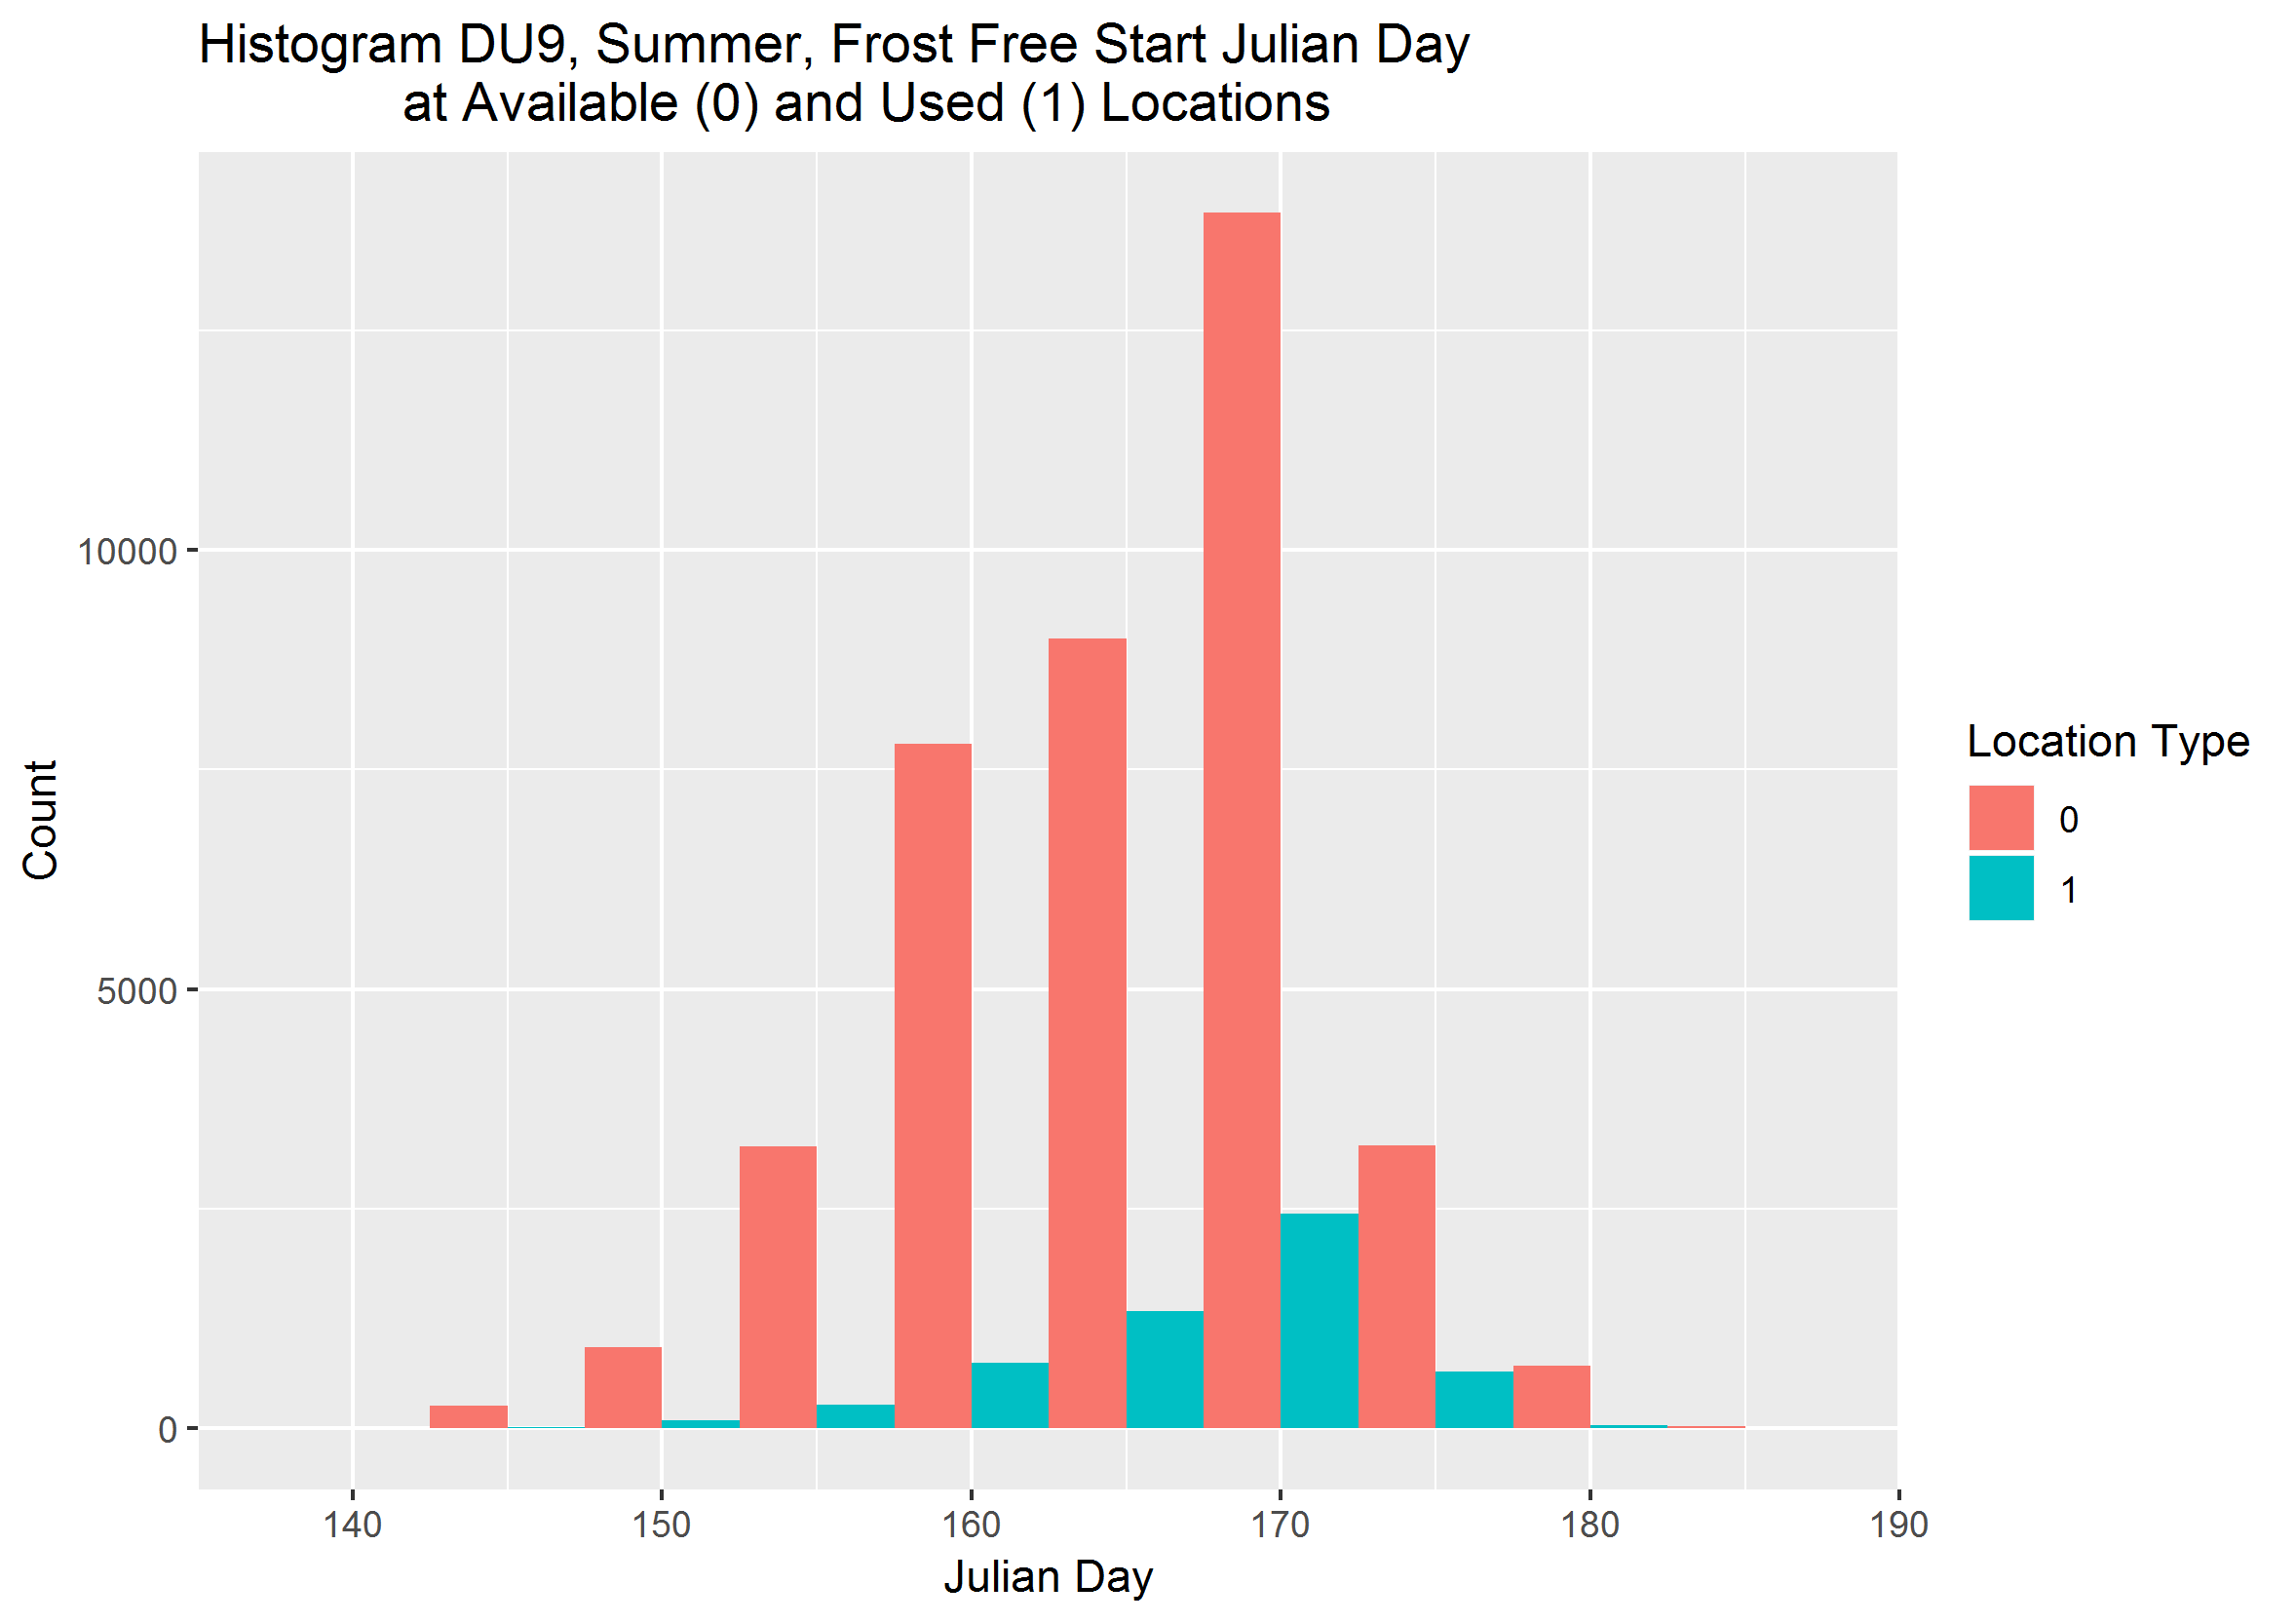 Histogram DU9, Summer, Frost Free Start Julian Day
at Available (0) and Used (1) Locations
10000
5000
0
Count
140 150 160 170 180 190
Julian Day
Location Type
0
1